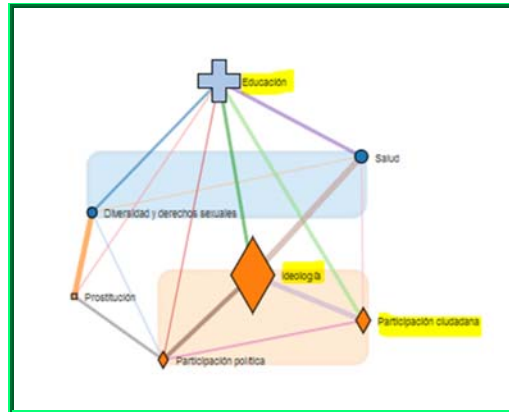 Educación
Salud
Diversidad y derechos sexuales
Ideología
Prostitución
Participación ciudadana
Participación política